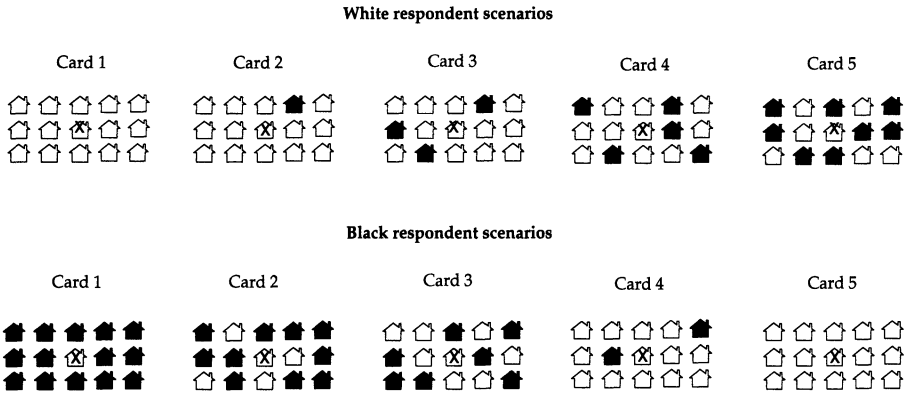 White respondent scenarios
Card 1
Card 2
Card 3
Card 4
Card 5
X
X
X
X
X
Black respondent scenarios
Card 1
Card 2
Card 3
Card 4
Card 5
X
X
X
X
X